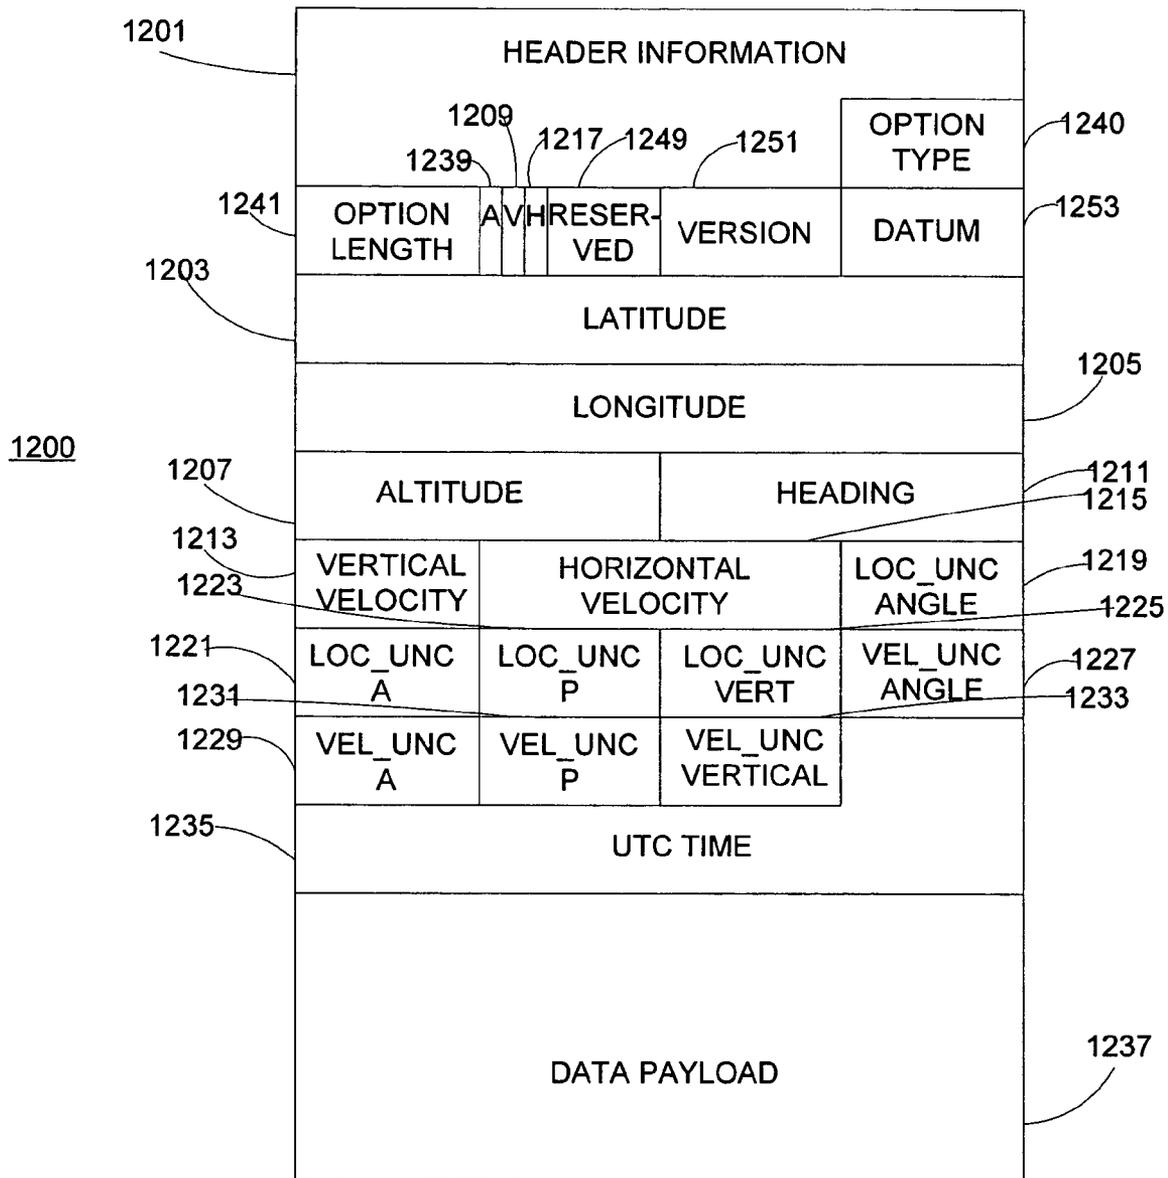 1201
HEADER INFORMATION
1209
1217
1249
1251
OPTION
TYPE
1240
1239
1241
OPTION
LENGTH
A
V
H
RESER-
VED
VERSION
DATUM
1253
1203
LATITUDE
1205
LONGITUDE
1200
1207
ALTITUDE
HEADING
1211
1215
1213
VERTICAL
VELOCITY
HORIZONTAL
VELOCITY
LOC_UNC
ANGLE
1219
1223
1225
1221
LOC_UNC
A
LOC_UNC
P
LOC_UNC
VERT
VEL_UNC
ANGLE
1227
1231
1233
1229
VEL_UNC
A
VEL_UNC
P
VEL_UNC
VERTICAL
1235
UTC TIME
DATA PAYLOAD
1237